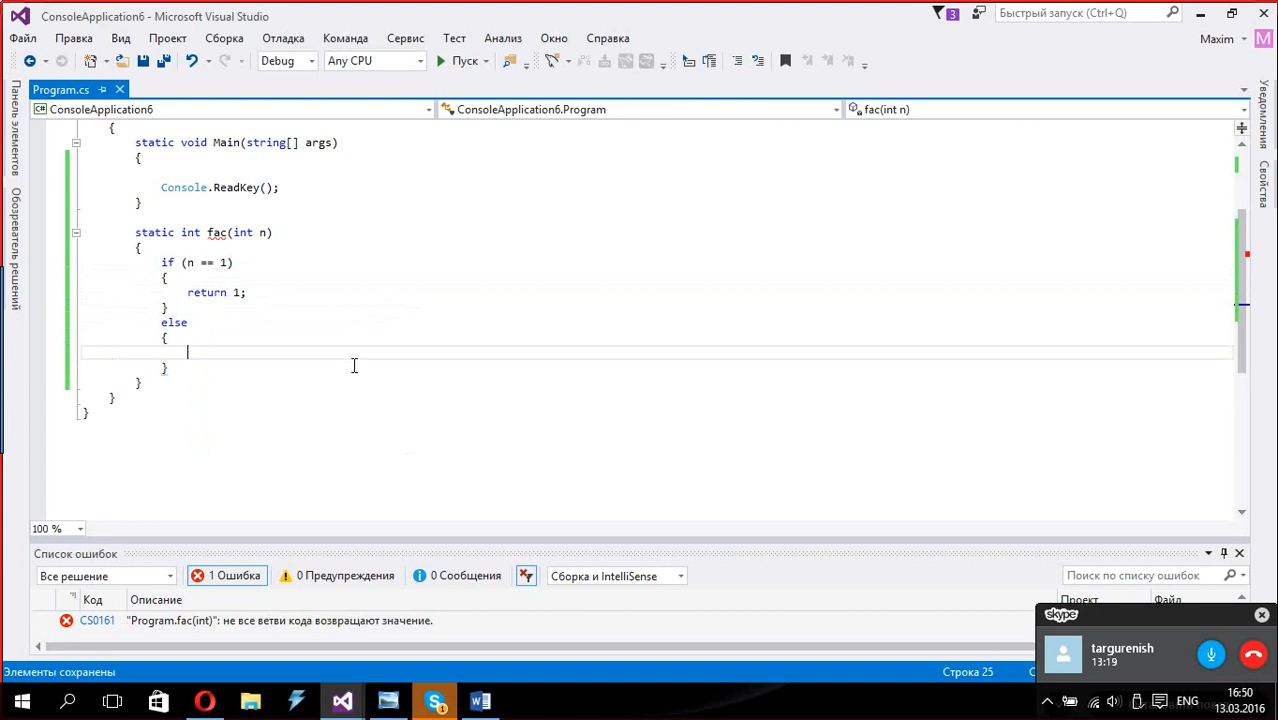 ConsoleApplication6 - Microsoft Visual Studio
3
Быстрый запуск (Ctrl+Q)
Файл Правка Вид Проект Сборка Отладка Команда Сервис Тест Анализ Окно Справка
Maxim M
Debug Any CPU Пуск
Program.cs
C# ConsoleApplication6 ConsoleApplication6.Program fac(int n)
Панель элементов
Обозреватель решений
Уведомления
Свойства
{
static void Main(string[] args)
{
Console.ReadKey();
}
static int fac(int n)
{
if (n == 1)
{
return 1;
}
else
{
}
}
}
}
100 %
Список ошибок
Все решение 1 Ошибка 0 Предупреждения 0 Сообщения Сборка и IntelliSense Поиск по списку ошибок
Код Описание Проект Файл
CS0161 "Program.fac(int)": не все ветви кода возвращают значение.
skype
targurenish
13:19
Элементы сохранены Строка 25
1
ENG
16:50
13.03.2016